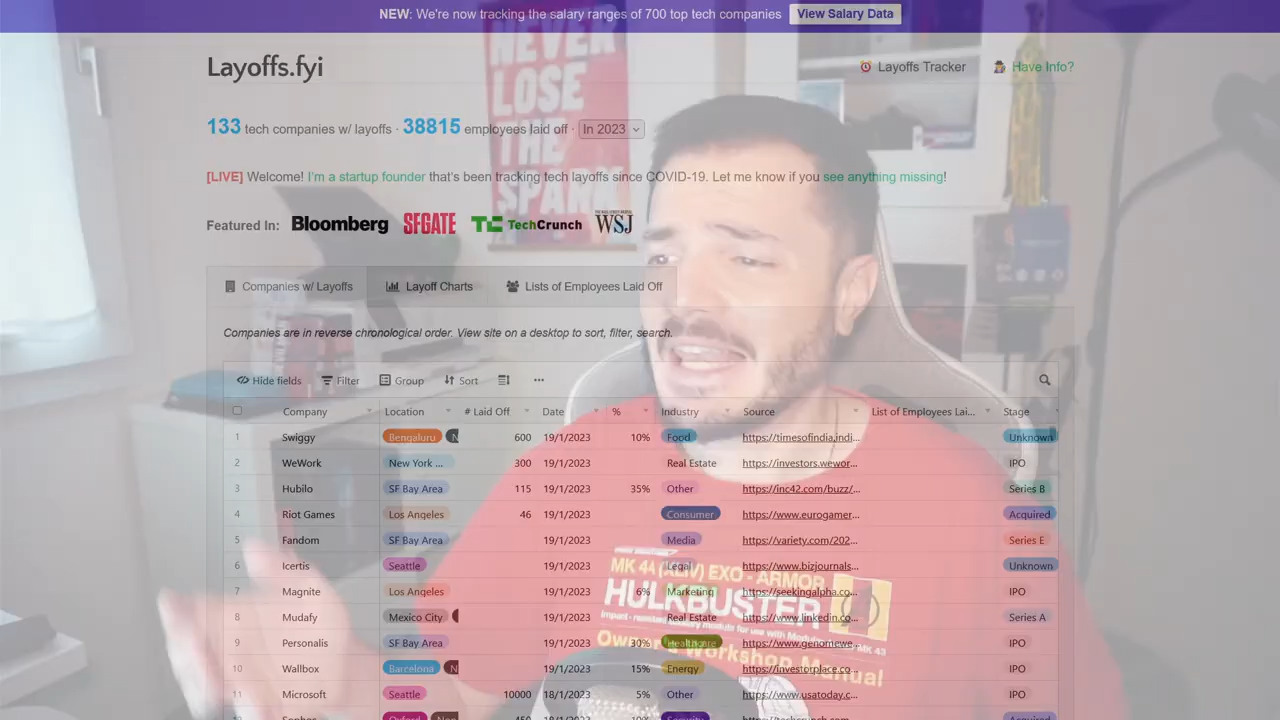 NEW: We're now tracking the salary ranges of 700 top tech companies View Salary Data
NEVER
LOSE
THE
SPAN
Layoffs.fyi
Layoffs Tracker Have Info?
133 tech companies w/ layoffs · 38815 employees laid off · In 2023
[LIVE] Welcome! I'm a startup founder that's been tracking tech layoffs since COVID-19. Let me know if you see anything missing!
Featured In: Bloomberg SFGATE TechCrunch WSJ
Companies w/ Layoffs Layoff Charts Lists of Employees Laid Off
Companies are in reverse chronological order. View site on a desktop to sort, filter, search.
Hide fields Filter Group Sort ...
Company Location # Laid Off Date % Industry Source List of Employees Lai... Stage
1 Swiggy Bengaluru N 600 19/1/2023 10% Food https://timesofindia.indi... Unknown
2 WeWork New York ... 300 19/1/2023 Real Estate https://investors.wewor... IPO
3 Hubilo SF Bay Area 115 19/1/2023 35% Other https://inc42.com/buzz/... Series B
4 Riot Games Los Angeles 46 19/1/2023 Consumer https://www.eurogamer... Acquired
5 Fandom SF Bay Area 19/1/2023 Media https://variety.com/202... Series E
6 Icertis Seattle 19/1/2023 Legal https://www.bizjournals... Unknown
7 Magnite Los Angeles 19/1/2023 6% Marketing https://seekingalpha.co... IPO
8 Mudafy Mexico City 19/1/2023 Real Estate https://www.linkedin.co... Series A
9 Personalis SF Bay Area 19/1/2023 30% Healthcare https://www.genomewe... IPO
10 Wallbox Barcelona N 19/1/2023 15% Energy https://investorplace.co... IPO
11 Microsoft Seattle 10000 18/1/2023 5% Other https://www.usatoday.c... IPO
MK 44 (XLIV) EXO - ARMOR
HULKBUSTER
Workshop Manual